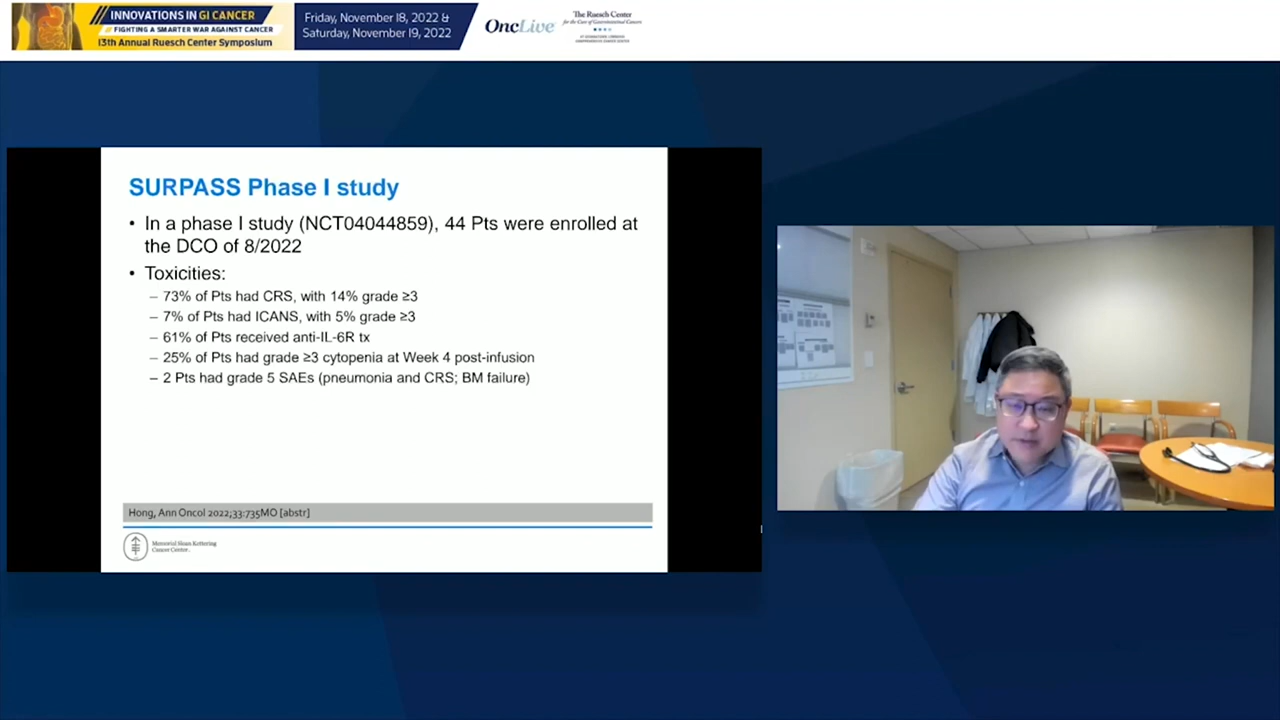 INNOVATIONS IN GI CANCER
FIGHTING A SMARTER WAR AGAINST CANCER
13th Annual Ruesch Center Symposium
Friday, November 18, 2022 &
Saturday, November 19, 2022
OncLive
The Ruesch Center
for the Cure of Gastrointestinal Cancers
SURPASS Phase I study
• In a phase I study (NCT04044859), 44 Pts were enrolled at
the DCO of 8/2022
• Toxicities:
– 73% of Pts had CRS, with 14% grade ≥3
– 7% of Pts had ICANS, with 5% grade ≥3
– 61% of Pts received anti-IL-6R tx
– 25% of Pts had grade ≥3 cytopenia at Week 4 post-infusion
– 2 Pts had grade 5 SAEs (pneumonia and CRS; BM failure)
Hong, Ann Oncol 2022;33:735MO [abstr]
Memorial Sloan Kettering
Cancer Center